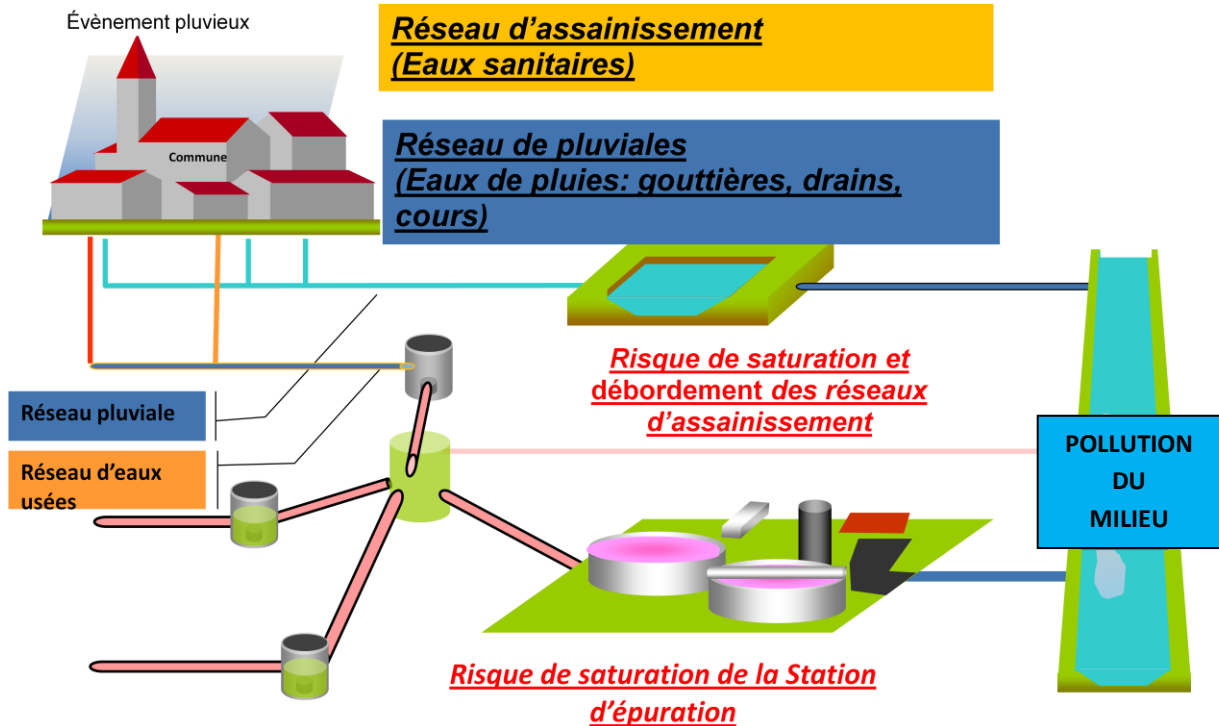 Évènement pluvieux
Réseau d’assainissement
(Eaux sanitaires)
Commune
Réseau de pluviales
(Eaux de pluies: gouttières, drains,
cours)
Risque de saturation et
débordement des réseaux
d’assainissement
Réseau pluviale
Réseau d’eaux
usées
POLLUTION
DU
MILIEU
Risque de saturation de la Station
d’épuration